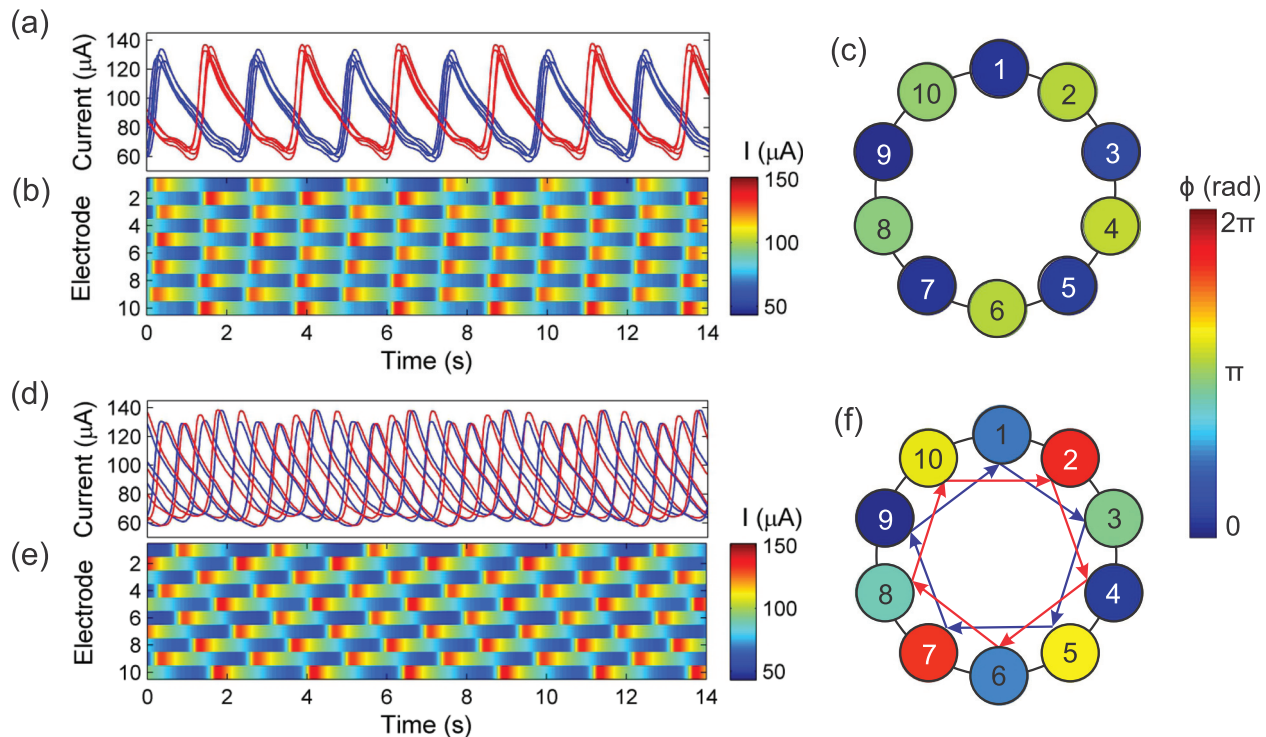 (a)
Current (µA)
140
120
100
80
60
(b)
Electrode
2
4
6
8
10
0 2 4 6 8 10 12 14
Time (s)
I (µA)
150
100
50
(c)
1
2
3
4
5
6
7
8
9
10
ϕ (rad)
2π
π
0
(d)
Current (µA)
140
120
100
80
60
(e)
Electrode
2
4
6
8
10
0 2 4 6 8 10 12 14
Time (s)
I (µA)
150
100
50
(f)
1
2
3
4
5
6
7
8
9
10